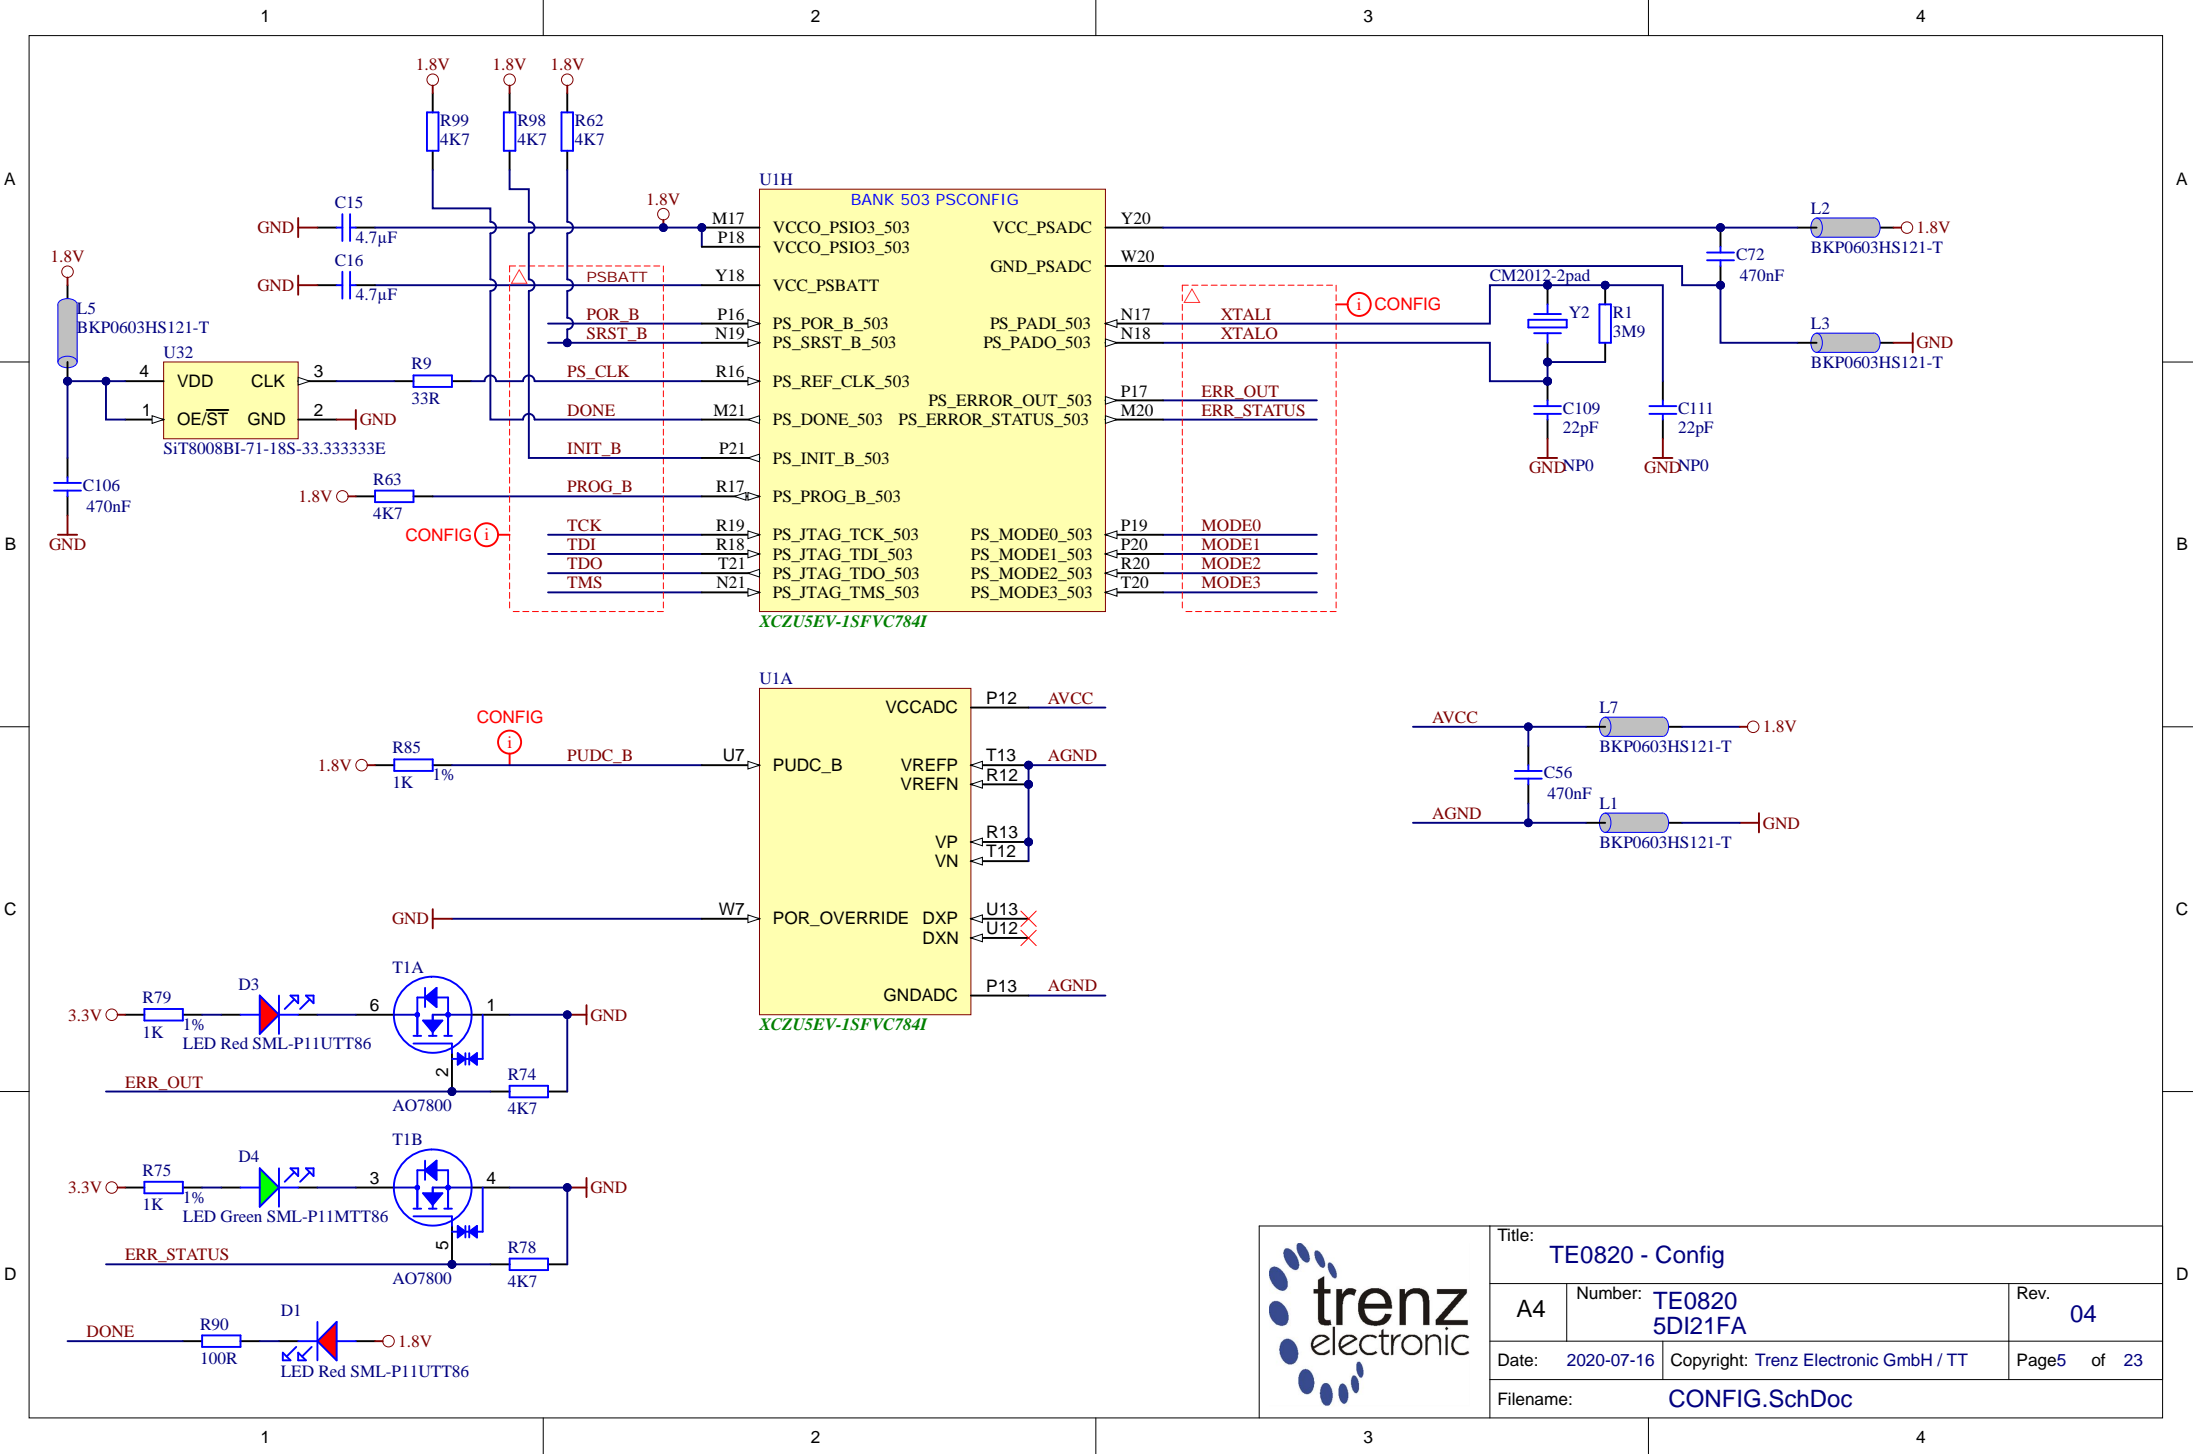 1 2 3 4
A A
B B
C C
D D
1.8V 1.8V 1.8V
R99 R98 R62
4K7 4K7 4K7
U1H
BANK 503 PSCONFIG
C15
GND
4.7µF
1.8V
M17 VCCO_PSIO3_503
P18 VCCO_PSIO3_503
C16
GND
4.7µF
PSBATT
Y18 VCC_PSBATT
POR_B P16 PS_POR_B_503
SRST_B N19 PS_SRST_B_503
1.8V
L5
BKP0603HS121-T
U32
4 VDD CLK 3
1 OE/ST GND 2 GND
SiT8008BI-71-18S-33.333333E
R9
33R
PS_CLK R16 PS_REF_CLK_503
DONE M21 PS_DONE_503
INIT_B P21 PS_INIT_B_503
C106
470nF
GND
R63
1.8V
4K7
PROG_B R17 PS_PROG_B_503
CONFIG i
TCK R19 PS_JTAG_TCK_503
TDI R18 PS_JTAG_TDI_503
TDO T21 PS_JTAG_TDO_503
TMS N21 PS_JTAG_TMS_503
VCC_PSADC Y20
GND_PSADC W20
PS_PADI_503 N17 XTALI
PS_PADO_503 N18 XTALO
PS_ERROR_OUT_503 P17 ERR_OUT
PS_ERROR_STATUS_503 M20 ERR_STATUS
PS_MODE0_503 P19 MODE0
PS_MODE1_503 P20 MODE1
PS_MODE2_503 R20 MODE2
PS_MODE3_503 T20 MODE3
XCZU5EV-1SFVC784I
i CONFIG
CM2012-2pad
Y2
R1
3M9
C109
22pF
GND NP0
C111
22pF
GND NP0
C72
470nF
L2
1.8V
BKP0603HS121-T
L3
GND
BKP0603HS121-T
U1A
CONFIG
i
R85
1.8V
1%
1K
PUDC_B U7 PUDC_B
GND W7 POR_OVERRIDE
VCCADC P12 AVCC
VREFP T13 AGND
VREFN R12
VP R13
VN T12
DXP U13
DXN U12
GNDADC P13 AGND
XCZU5EV-1SFVC784I
AVCC
L7
1.8V
BKP0603HS121-T
C56
470nF
AGND
L1
GND
BKP0603HS121-T
T1A
D3
R79
3.3V
1%
1K
LED Red SML-P11UTT86
6 1 GND
2
ERR_OUT
R74
AO7800
4K7
T1B
D4
R75
3.3V
1%
1K
LED Green SML-P11MTT86
3 4 GND
5
ERR_STATUS
R78
AO7800
4K7
D1
DONE
R90
100R
1.8V
LED Red SML-P11UTT86
trenz
electronic
Title:
TE0820 - Config
A4
Number: TE0820
5DI21FA
Rev.
04
Date: 2020-07-16 Copyright: Trenz Electronic GmbH / TT Page5 of 23
Filename: CONFIG.SchDoc
1 2 3 4